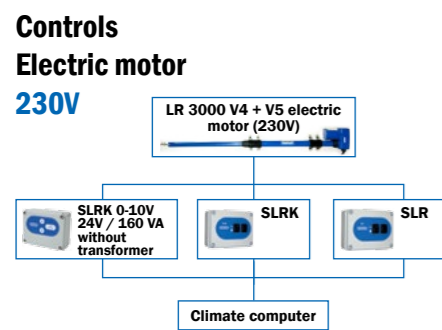 Controls
Electric motor
230V
LR 3000 V4 + V5 electric
motor (230V)
SLRK 0-10V
24V / 160 VA
without
transformer
SLRK
SLR
Climate computer